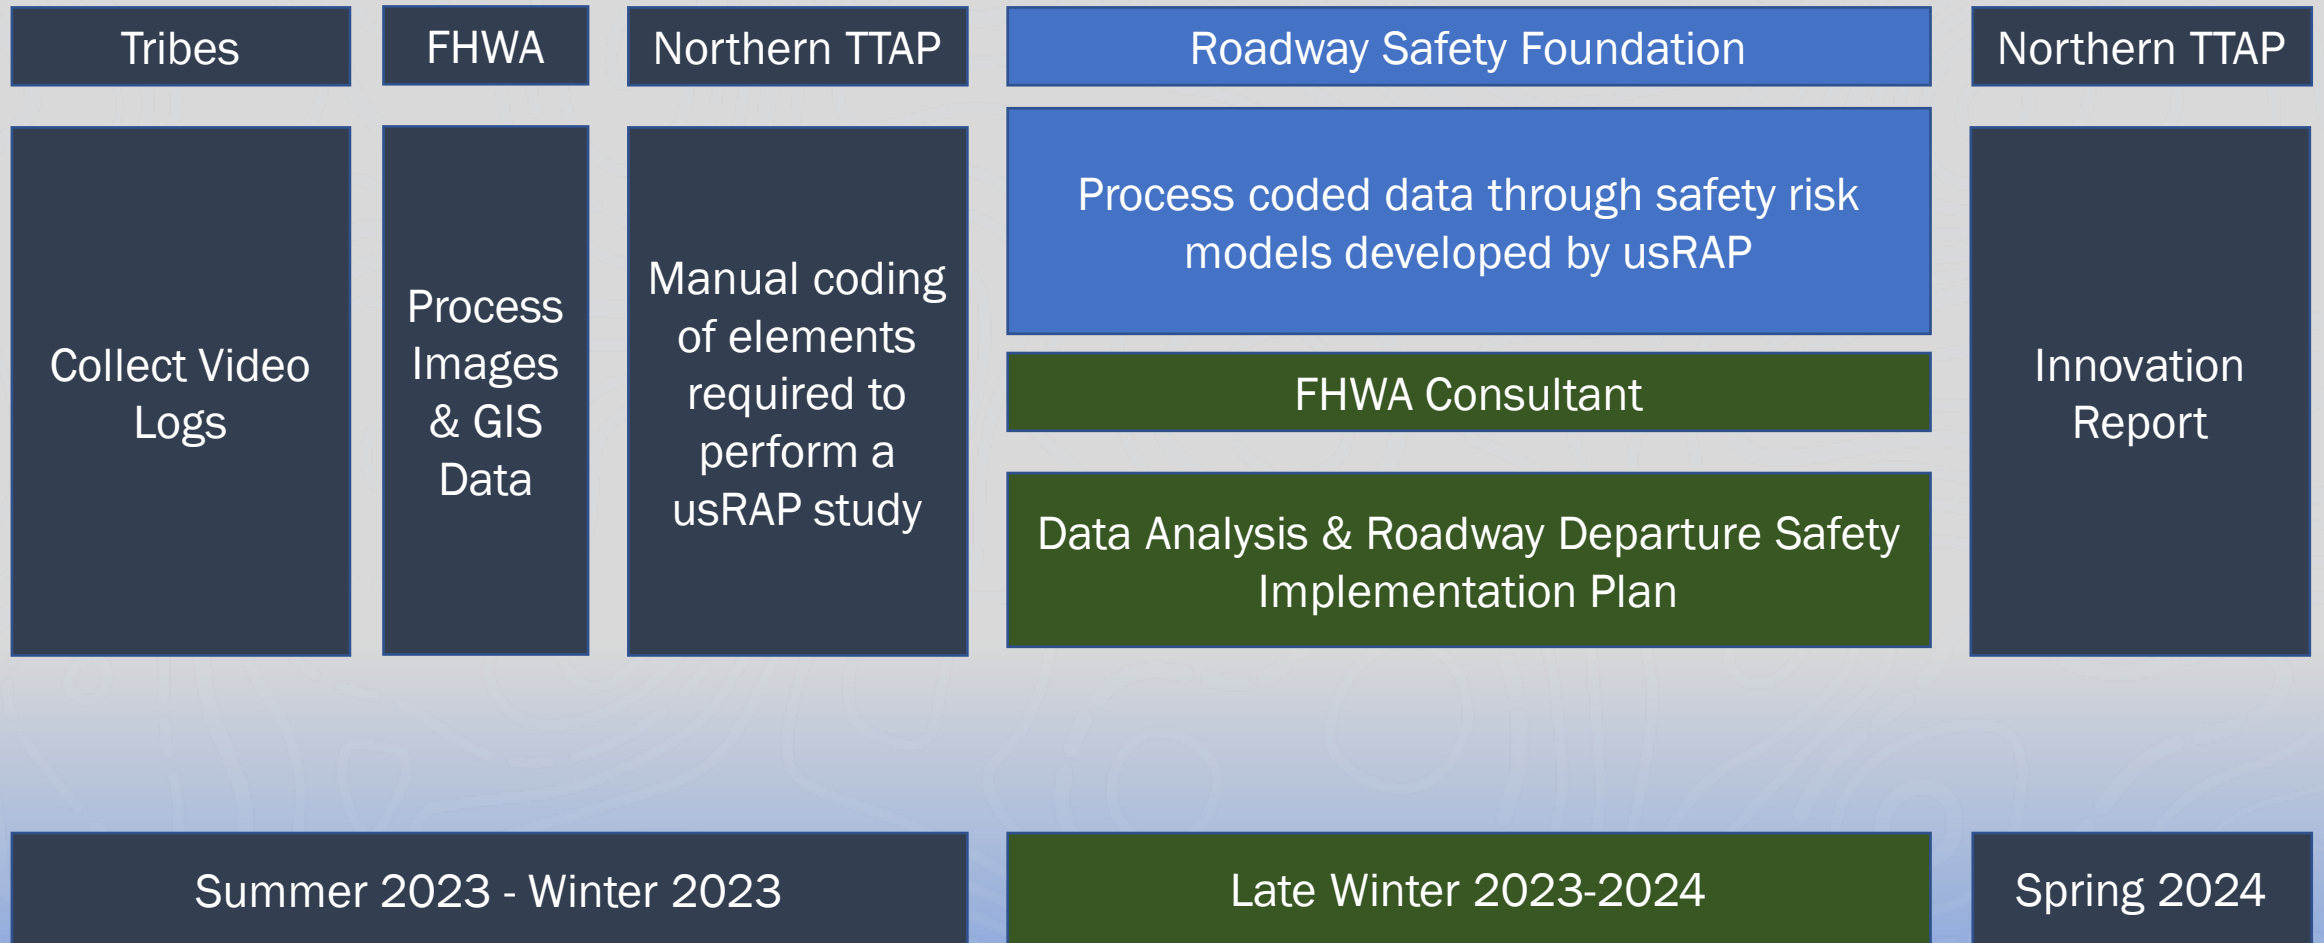 Tribes
FHWA
Northern TTAP
Roadway Safety Foundation
Northern TTAP
Collect Video
Logs
Process
Images
& GIS
Data
Manual coding
of elements
required to
perform a
usRAP study
Process coded data through safety risk
models developed by usRAP
FHWA Consultant
Data Analysis & Roadway Departure Safety
Implementation Plan
Innovation
Report
Summer 2023 - Winter 2023
Late Winter 2023-2024
Spring 2024